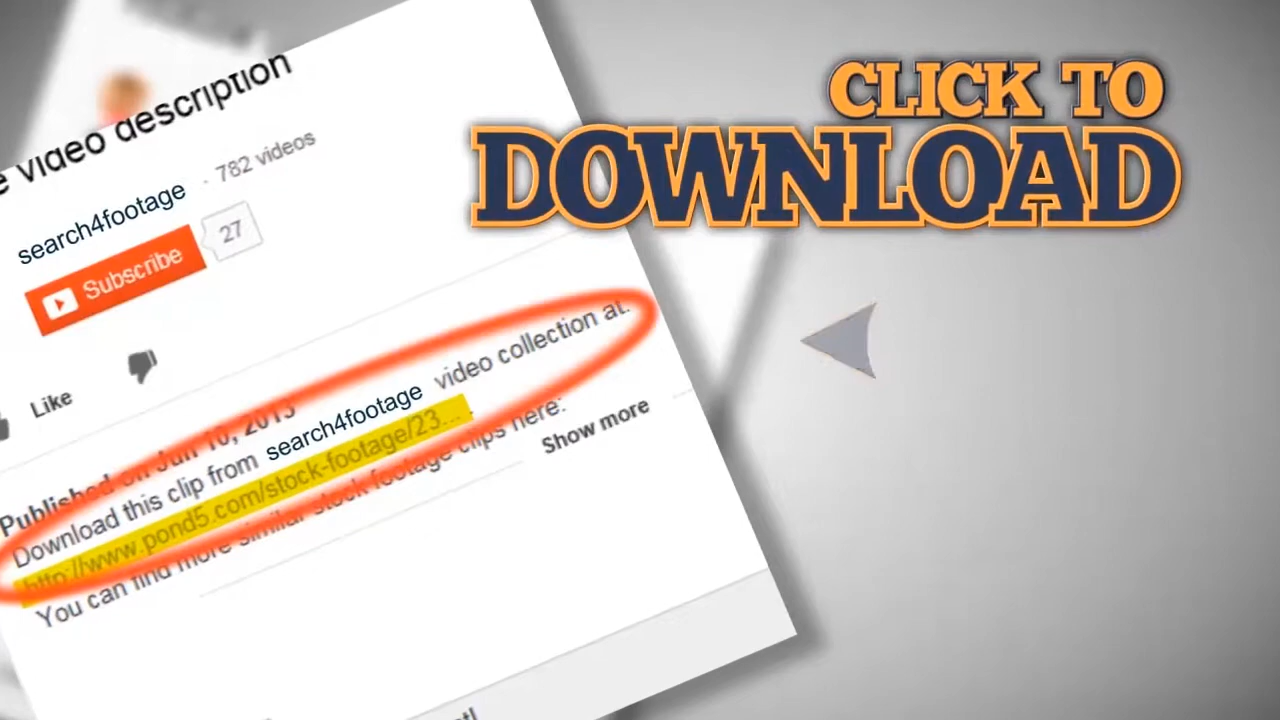 CLICK TO
DOWNLOAD
e video description
search4footage · 782 videos
Subscribe 27
Like
Published on Jun 10, 2013
Download this clip from search4footage video collection at:
http://www.pond5.com/stock-footage/23...
You can find more similar stock footage clips here:
Show more